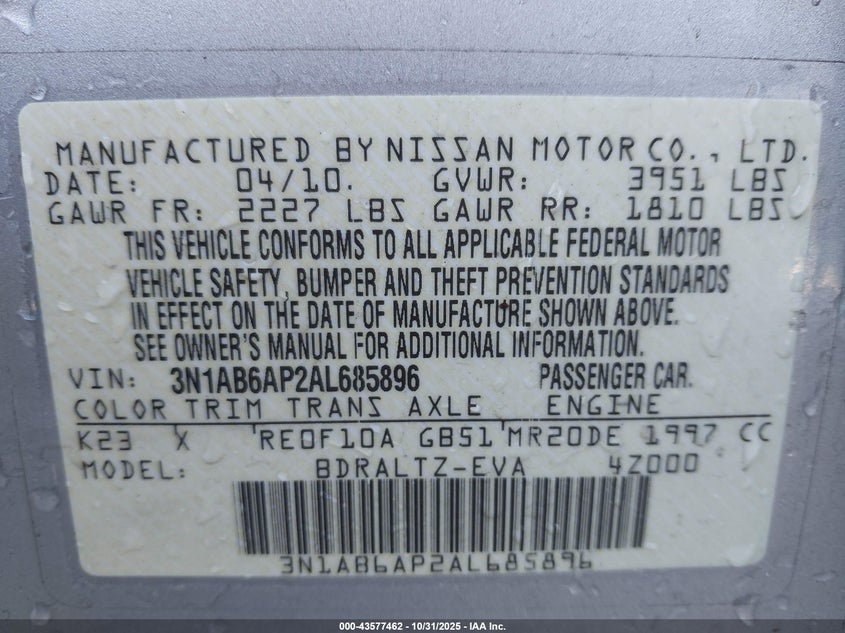 MANUFACTURED BY NISSAN MOTOR CO., LTD.
DATE: 04/10. GVWR: 3951 LBS
GAWR FR: 2227 LBS GAWR RR: 1810 LBS
THIS VEHICLE CONFORMS TO ALL APPLICABLE FEDERAL MOTOR
VEHICLE SAFETY, BUMPER AND THEFT PREVENTION STANDARDS
IN EFFECT ON THE DATE OF MANUFACTURE SHOWN ABOVE.
SEE OWNER'S MANUAL FOR ADDITIONAL INFORMATION.
VIN: 3N1AB6AP2AL685896 PASSENGER CAR.
COLOR TRIM TRANS AXLE ENGINE
K23 X RE0F10A GB51 MR20DE 1997 CC
MODEL: BDRALTZ-EVA 4Z000
3N1AB6AP2AL685896
000-43577462 - 10/31/2025 - IAA Inc.